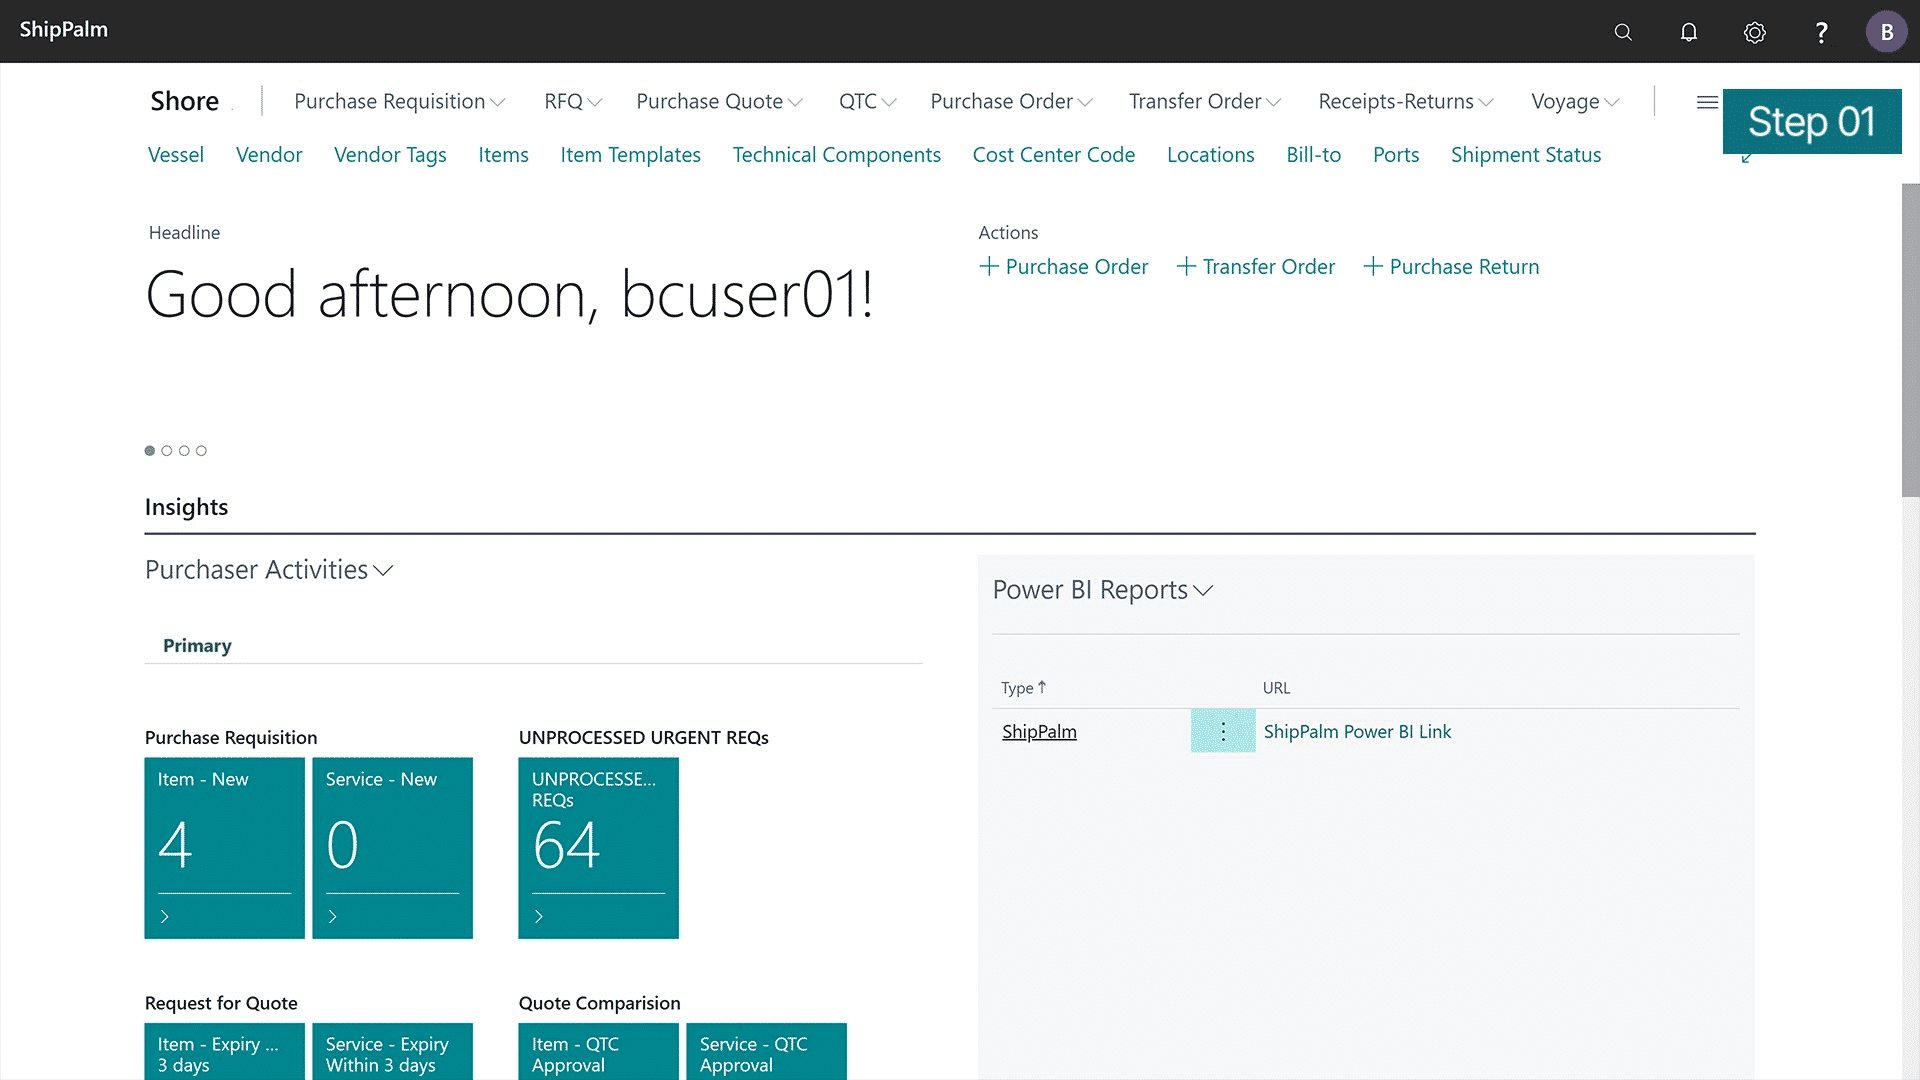 ShipPalm
?
B
Shore
Purchase Requisition
RFQ
Purchase Quote
QTC
Purchase Order
Transfer Order
Receipts-Returns
Voyage
Step 01
Vessel
Vendor
Vendor Tags
Items
Item Templates
Technical Components
Cost Center Code
Locations
Bill-to
Ports
Shipment Status
Headline
Good afternoon, bcuser01!
Actions
+ Purchase Order
+ Transfer Order
+ Purchase Return
Insights
Purchaser Activities
Primary
Purchase Requisition
Item - New
4
Service - New
0
UNPROCESSED URGENT REQs
UNPROCESSE...
REQs
64
Request for Quote
Item - Expiry ...
3 days
Service - Expiry
Within 3 days
Quote Comparision
Item - QTC
Approval
Service - QTC
Approval
Power BI Reports
Type ↑
URL
ShipPalm
ShipPalm Power BI Link